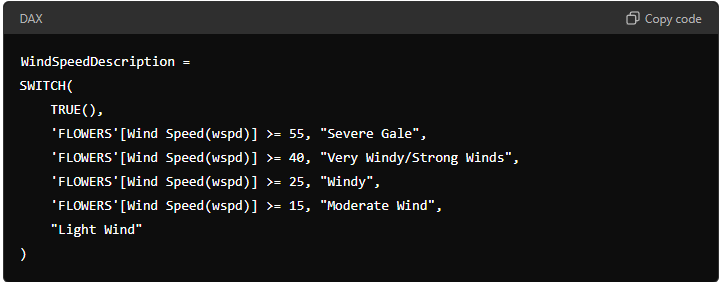 DAX
Copy code
WindSpeedDescription =
SWITCH(
    TRUE(),
    'FLOWERS'[Wind Speed(wspd)] >= 55, "Severe Gale",
    'FLOWERS'[Wind Speed(wspd)] >= 40, "Very Windy/Strong Winds",
    'FLOWERS'[Wind Speed(wspd)] >= 25, "Windy",
    'FLOWERS'[Wind Speed(wspd)] >= 15, "Moderate Wind",
    "Light Wind"
)